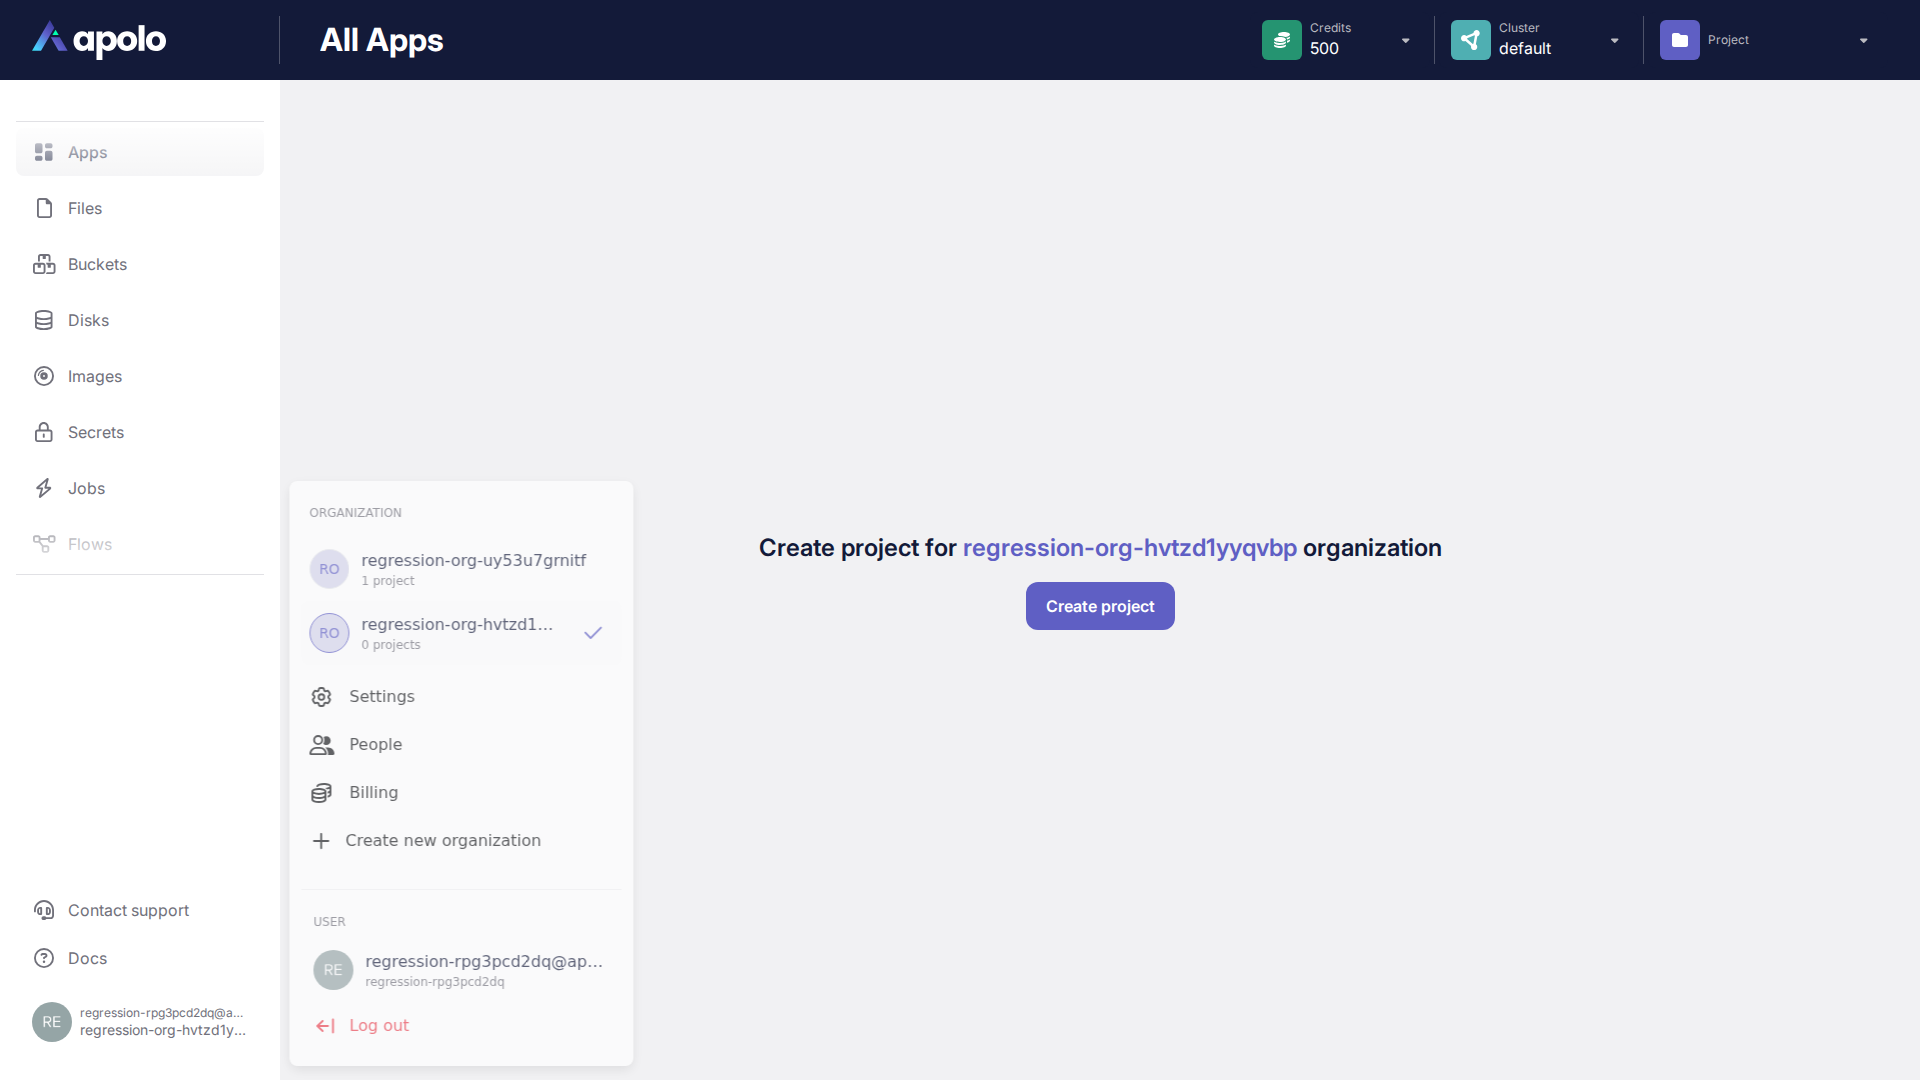 apolo
All Apps
Credits
500
Cluster
default
Project
Apps
Files
Buckets
Disks
Images
Secrets
Jobs
Flows
Contact support
Docs
RE
regression-rpg3pcd2dq@a...
regression-org-hvtzd1y...
ORGANIZATION
RO
regression-org-uy53u7grnitf
1 project
RO
regression-org-hvtzd1...
0 projects
Settings
People
Billing
Create new organization
USER
RE
regression-rpg3pcd2dq@ap...
regression-rpg3pcd2dq
Log out
Create project for regression-org-hvtzd1yyqvbp organization
Create project